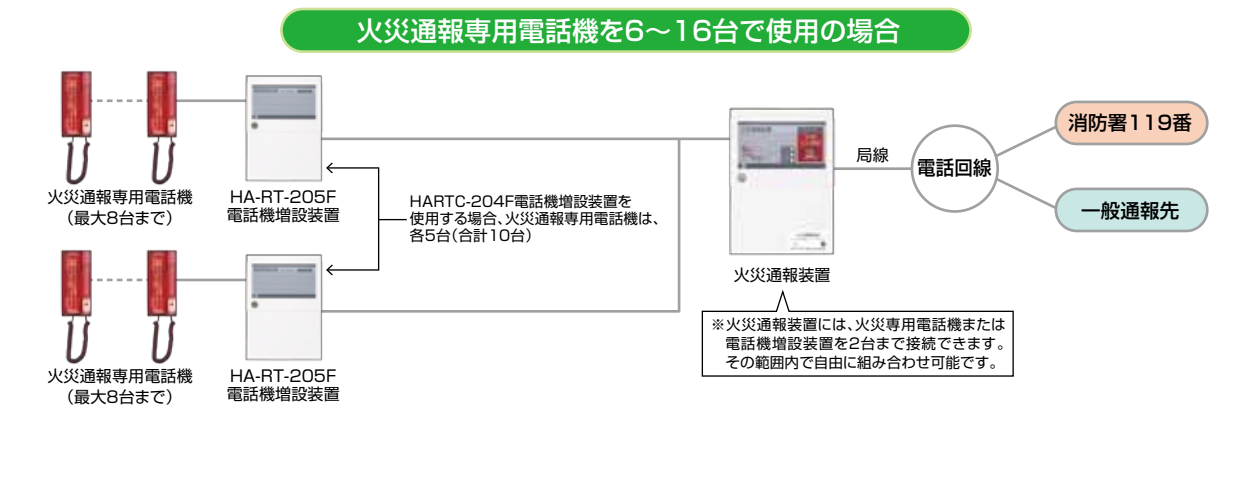 火災通報専用電話機を6～16台で使用の場合
火災通報専用電話機
（最大8台まで）
HA-RT-205F
電話機増設装置
HARTC-204F電話機増設装置を
使用する場合、火災通報専用電話機は、
各5台（合計10台）
火災通報専用電話機
（最大8台まで）
HA-RT-205F
電話機増設装置
火災通報装置
※火災通報装置には、火災専用電話機または
電話機増設装置を2台まで接続できます。
その範囲内で自由に組み合わせ可能です。
局線
電話回線
消防署119番
一般通報先